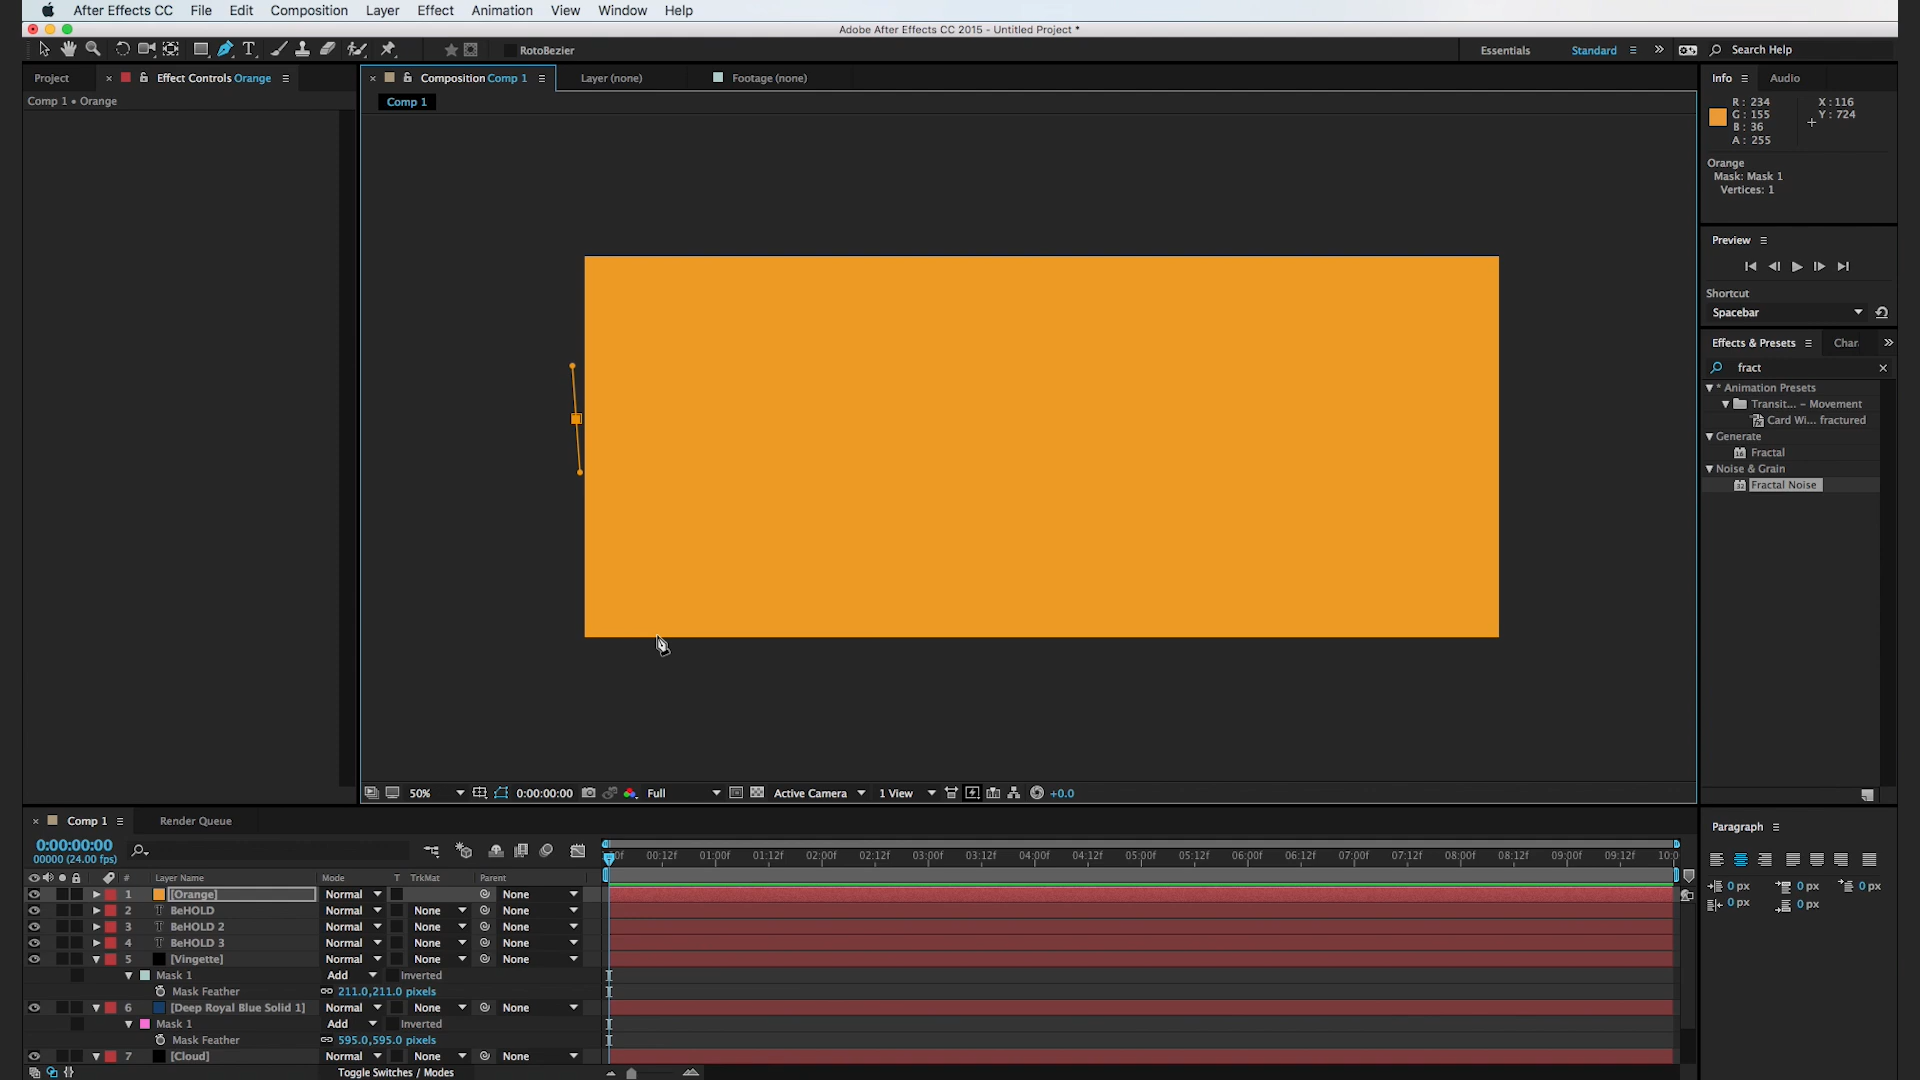 After Effects CC File Edit Composition Layer Effect Animation View Window Help
Adobe After Effects CC 2015 - Untitled Project *
RotoBezier Essentials Standard Search Help
Project Effect Controls Orange Composition Comp 1 Layer (none) Footage (none) Info Audio
Comp 1 • Orange Comp 1
R: 234 X: 116
G: 155 Y: 724
B: 36
A: 255
Orange
Mask: Mask 1
Vertices: 1
Preview
Shortcut
Spacebar
Effects & Presets Char
fract
* Animation Presets
Transit... – Movement
Card Wi... fractured
Generate
Fractal
Noise & Grain
Fractal Noise
50% 0:00:00:00 Full Active Camera 1 View +0.0
Comp 1 Render Queue Paragraph
0:00:00:00
00000 (24.00 fps)
00:12f 01:00f 01:12f 02:00f 02:12f 03:00f 03:12f 04:00f 04:12f 05:00f 05:12f 06:00f 06:12f 07:00f 07:12f 08:00f 08:12f 09:00f 09:12f 10:0
# Layer Name Mode T TrkMat Parent
1 [Orange] Normal None
2 BeHOLD Normal None None
3 BeHOLD 2 Normal None None
4 BeHOLD 3 Normal None None
5 [Vingette] Normal None None
Mask 1 Add Inverted
Mask Feather 211.0,211.0 pixels
6 [Deep Royal Blue Solid 1] Normal None None
Mask 1 Add Inverted
Mask Feather 595.0,595.0 pixels
7 [Cloud] Normal None None
Toggle Switches / Modes
0 px 0 px 0 px
0 px 0 px